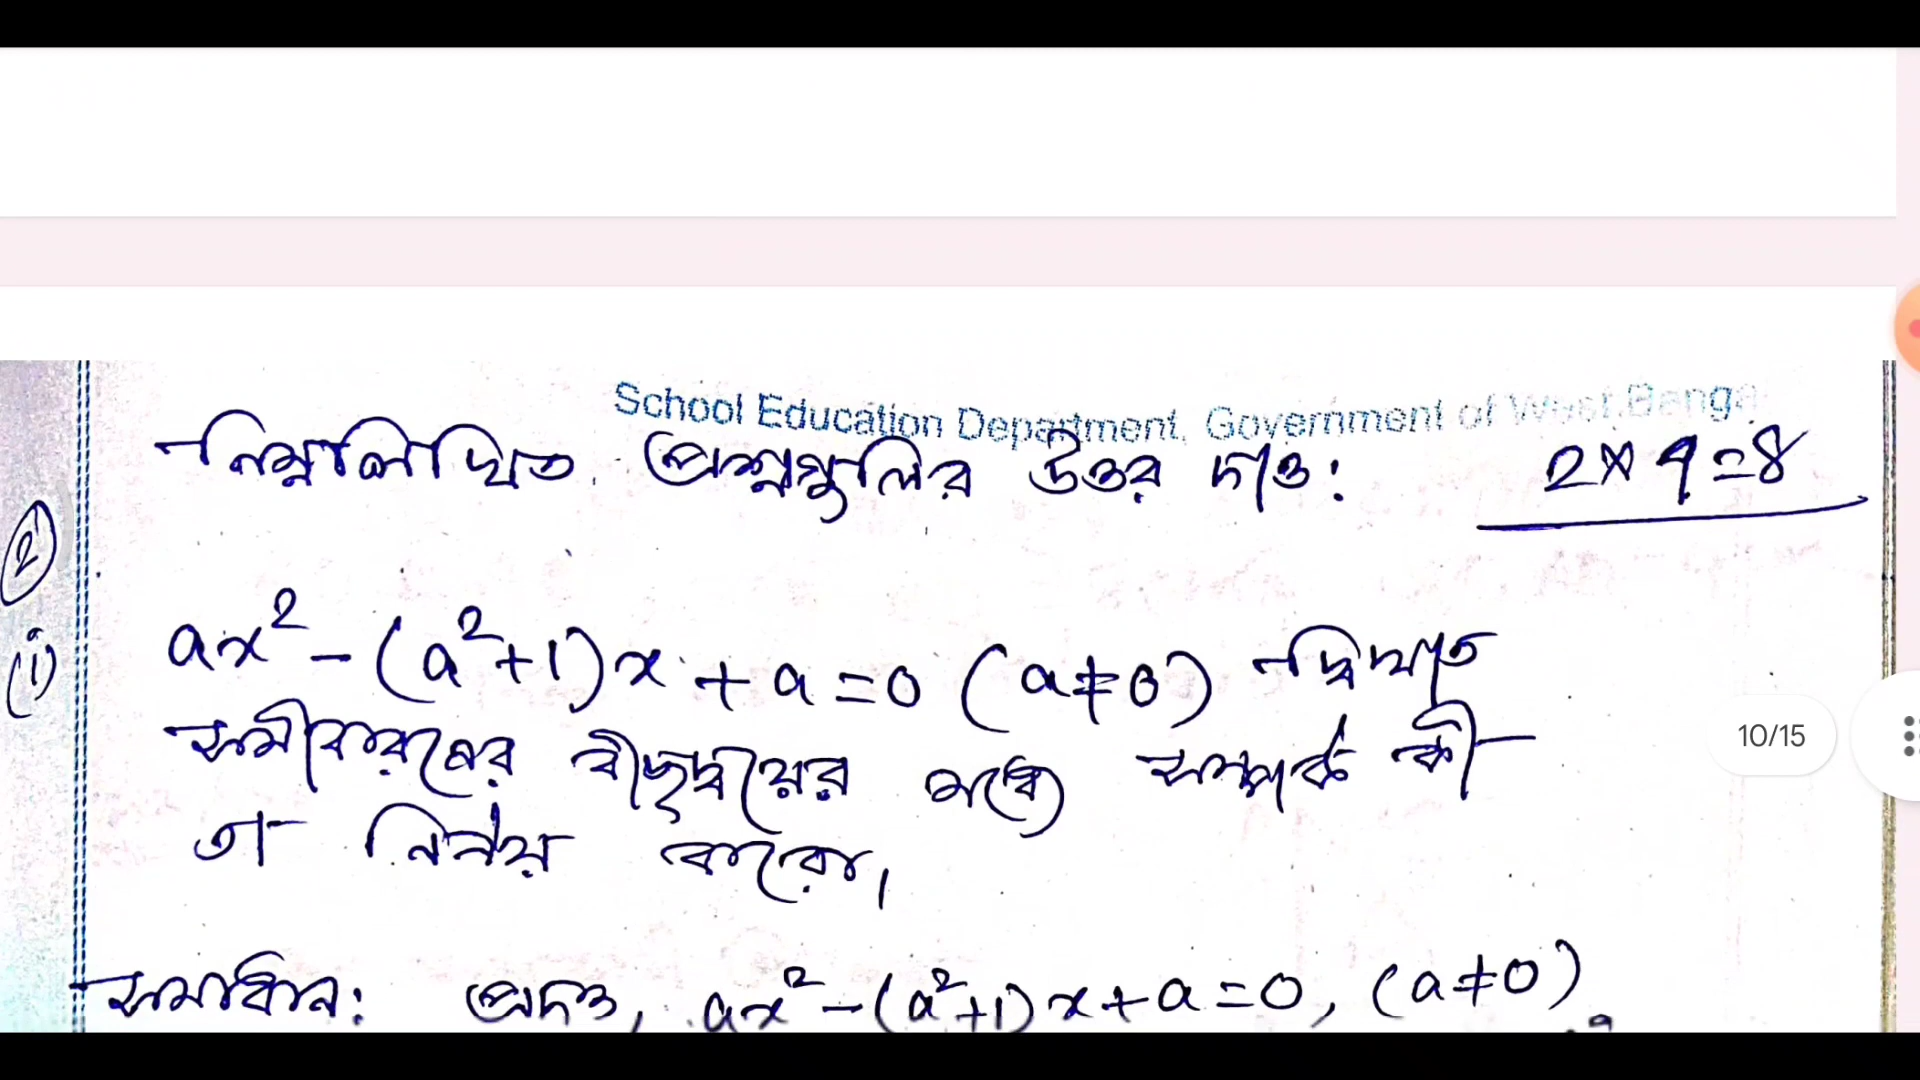 School Education Department, Government of West Benga
নিম্নলিখিত প্রশ্নগুলির উত্তর দাও: 2×4=8
②
(i) ax² - (a²+1)x + a = 0 (a≠0) দ্বিঘাত
সমীকরণের বীজদ্বয়ের মধ্যে সম্পর্ক কী
তা নির্ণয় করো।
10/15
সমাধান: প্রদত্ত, ax² - (a²+1)x + a = 0, (a≠0)